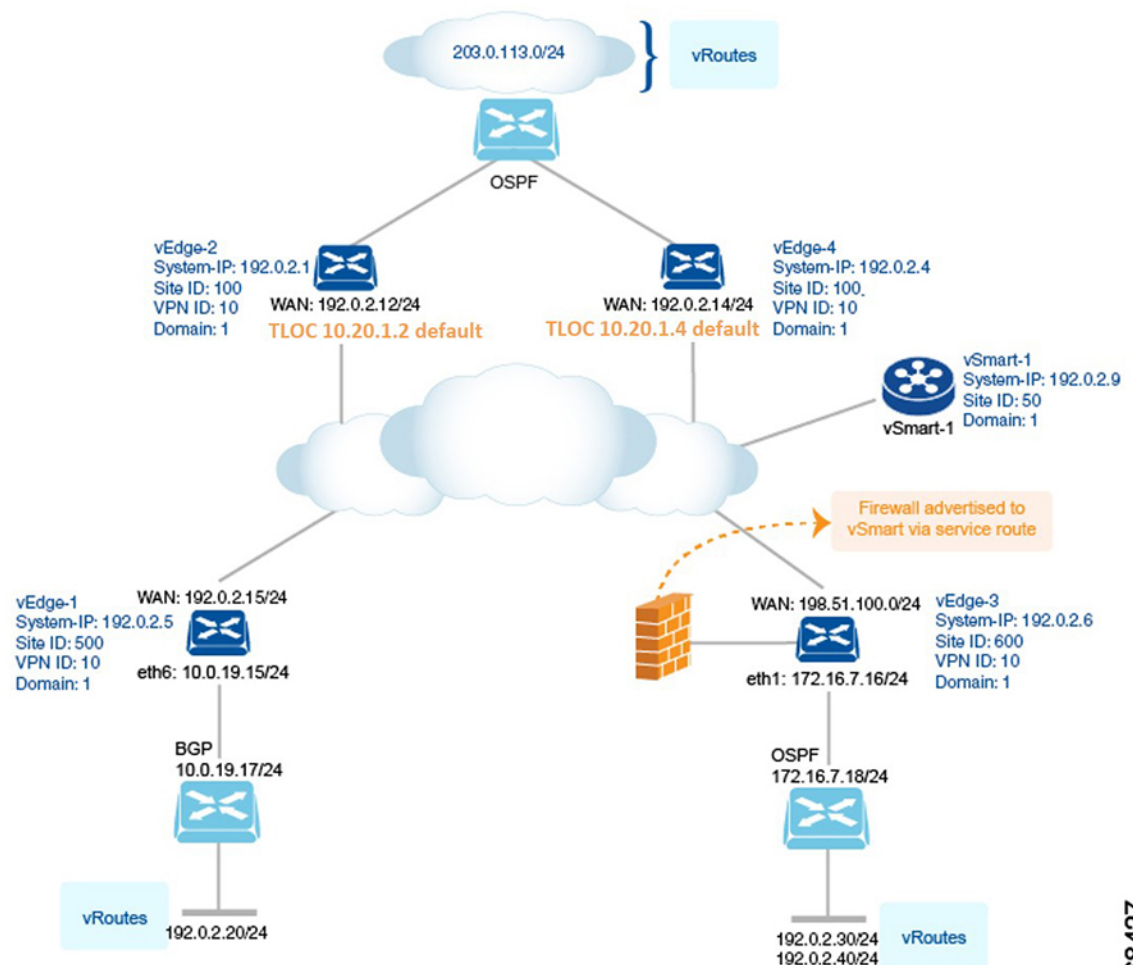 203.0.113.0/24
vRoutes
OSPF
vEdge-2
System-IP: 192.0.2.1
Site ID: 100
VPN ID: 10
Domain: 1
WAN: 192.0.2.12/24
TLOC 10.20.1.2 default
vEdge-4
System-IP: 192.0.2.4
Site ID: 100.
VPN ID: 10
Domain: 1
WAN: 192.0.2.14/24
TLOC 10.20.1.4 default
vSmart-1
System-IP: 192.0.2.9
Site ID: 50
Domain: 1
vSmart-1
Firewall advertised to
vSmart via service route
vEdge-1
System-IP: 192.0.2.5
Site ID: 500
VPN ID: 10
Domain: 1
WAN: 192.0.2.15/24
eth6: 10.0.19.15/24
WAN: 198.51.100.0/24
vEdge-3
System-IP: 192.0.2.6
Site ID: 600
VPN ID: 10
Domain: 1
eth1: 172.16.7.16/24
BGP
10.0.19.17/24
OSPF
172.16.7.18/24
vRoutes
192.0.2.20/24
192.0.2.30/24
192.0.2.40/24
vRoutes